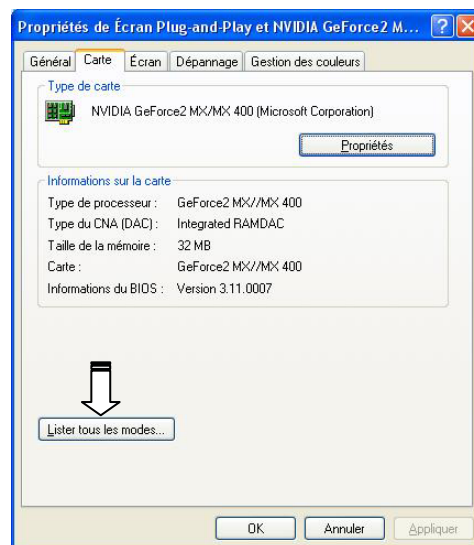 Propriétés de Écran Plug-and-Play et NVIDIA GeForce2 M...
Général Carte Écran Dépannage Gestion des couleurs
Type de carte
NVIDIA GeForce2 MX/MX 400 (Microsoft Corporation)
Propriétés
Informations sur la carte
Type de processeur : GeForce2 MX//MX 400
Type du CNA (DAC) : Integrated RAMDAC
Taille de la mémoire : 32 MB
Carte : GeForce2 MX//MX 400
Informations du BIOS : Version 3.11.0007
Lister tous les modes...
OK Annuler Appliquer